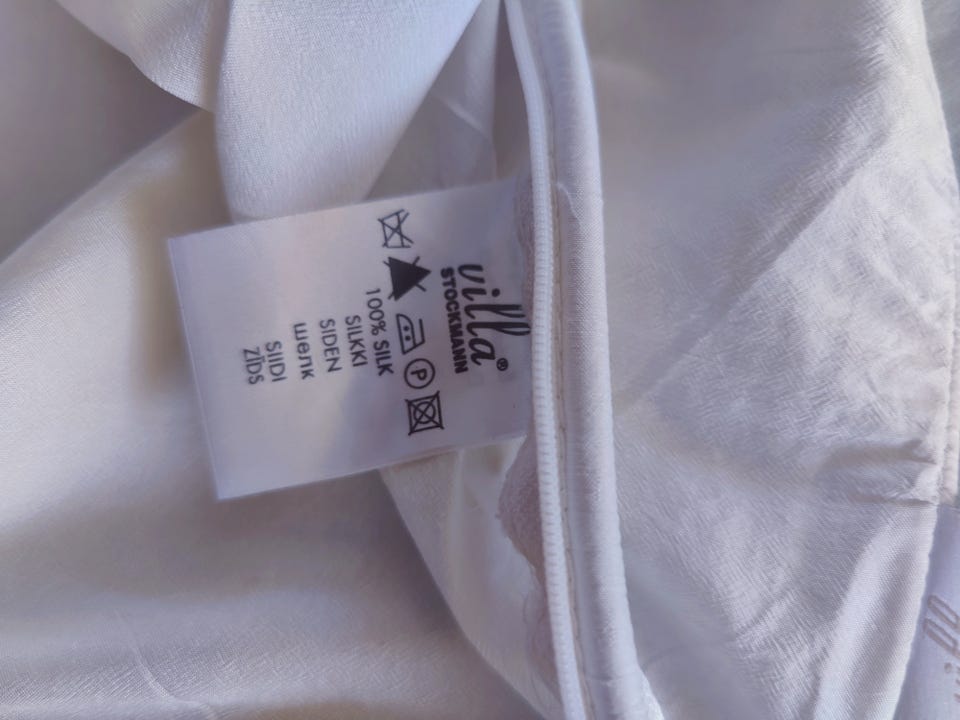 villa®
STOCKMANN
P
100% SILK
SILKKI
SIDEN
шелк
SIIDI
ZĪDS